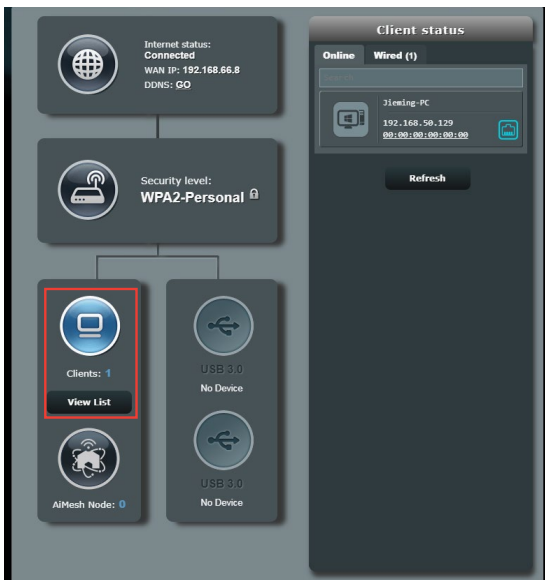 Internet status:
Connected
WAN IP: 192.168.66.8
DDNS: GO
Security level:
WPA2-Personal
Clients: 1
View List
AiMesh Node: 0
USB 3.0
No Device
USB 3.0
No Device
Client status
Online Wired (1)
Search
Jieming-PC
192.168.50.129
00:00:00:00:00:00
Refresh